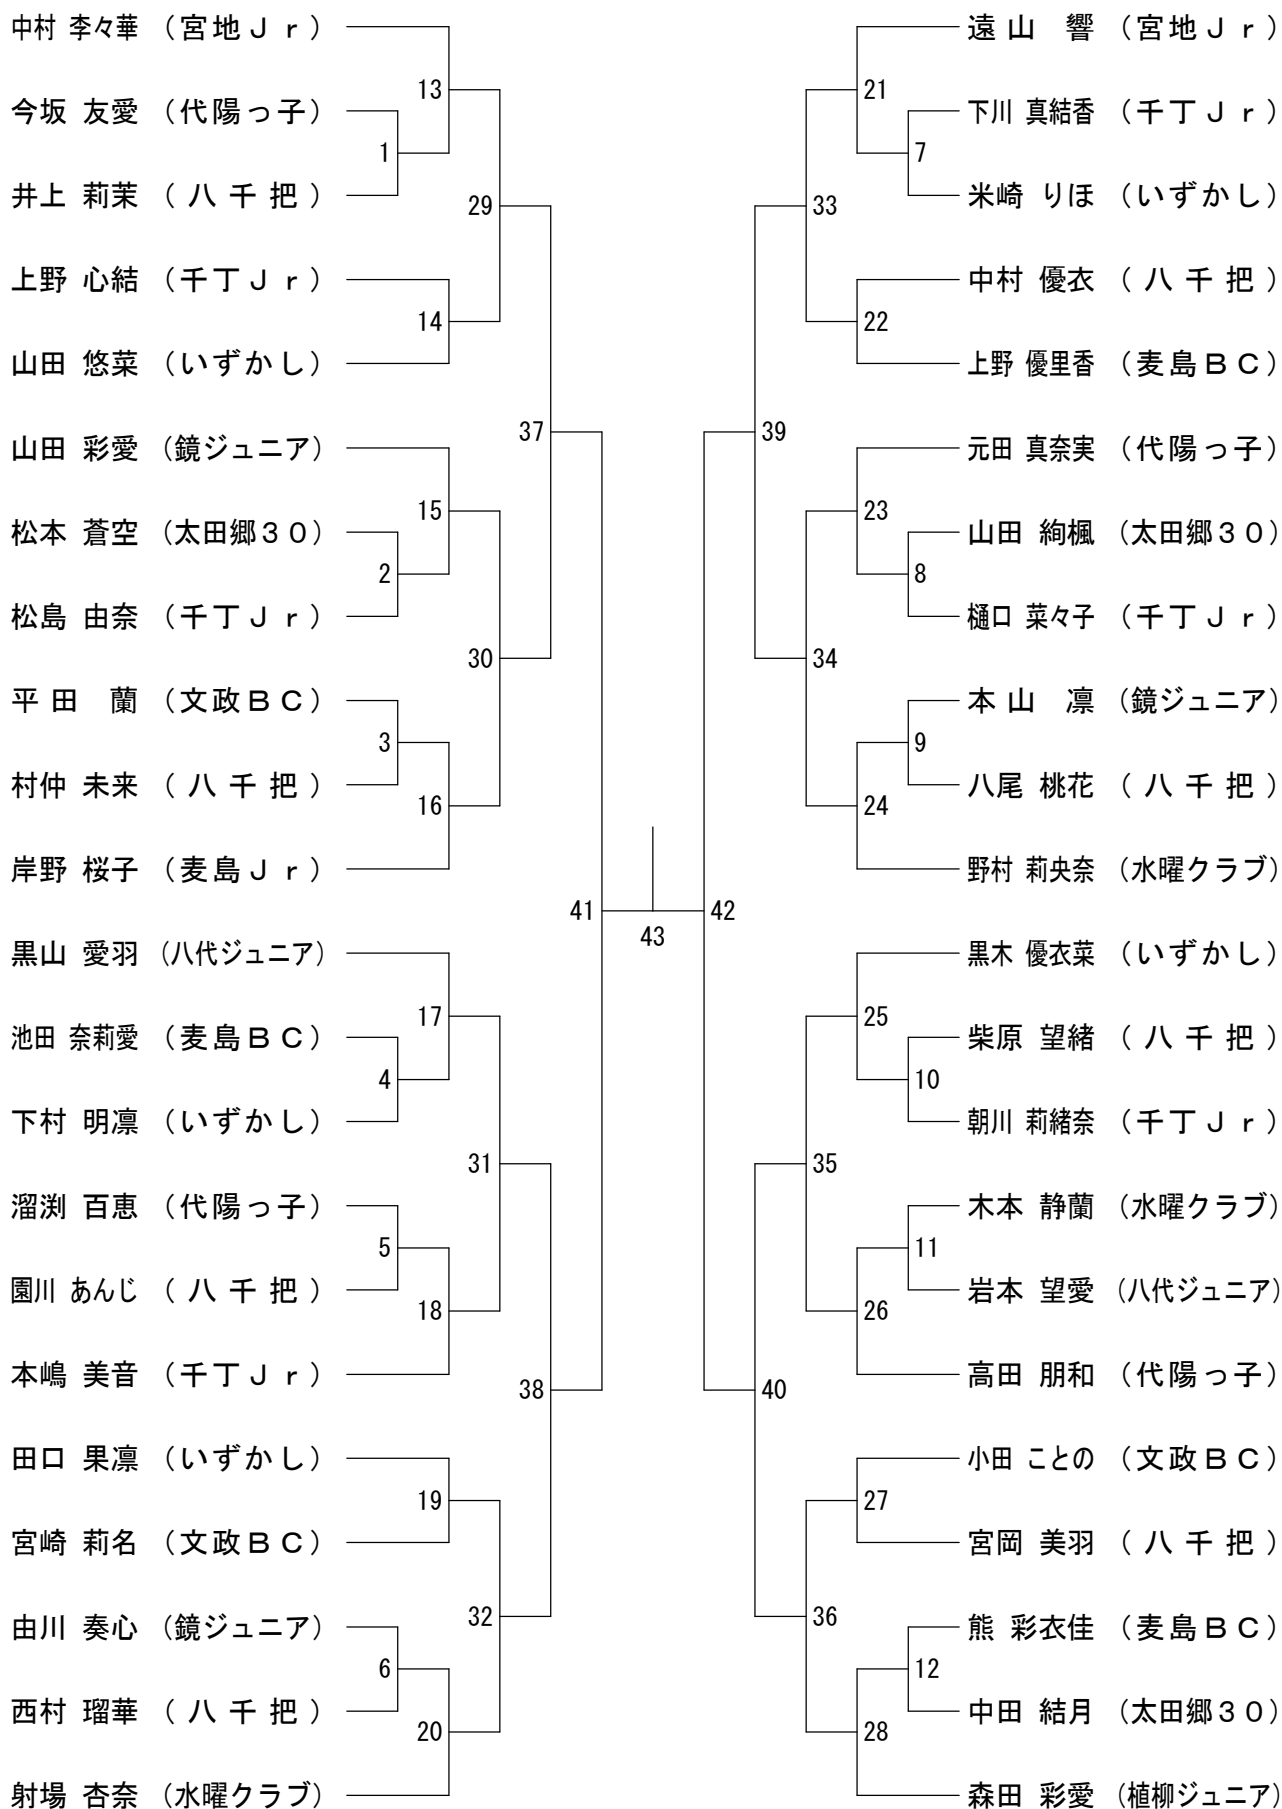 中村 李々華 （宮地Ｊｒ）
13
今坂 友愛 （代陽っ子）
1
井上 莉茉 （八千把）
29
上野 心結 （千丁Ｊｒ）
14
山田 悠菜 （いずかし）
37
山田 彩愛 （鏡ジュニア）
15
松本 蒼空 （太田郷３０）
2
松島 由奈 （千丁Ｊｒ）
30
平田 蘭 （文政ＢＣ）
3
村仲 未来 （八千把）
16
岸野 桜子 （麦島Ｊｒ）
41
黒山 愛羽 （八代ジュニア）
17
池田 奈莉愛 （麦島ＢＣ）
4
下村 明凛 （いずかし）
31
溜渕 百恵 （代陽っ子）
5
園川 あんじ （八千把）
18
本嶋 美音 （千丁Ｊｒ）
38
田口 果凛 （いずかし）
19
宮崎 莉名 （文政ＢＣ）
32
由川 奏心 （鏡ジュニア）
6
西村 瑠華 （八千把）
20
射場 杏奈 （水曜クラブ）
43
遠山 響 （宮地Ｊｒ）
21
下川 真結香 （千丁Ｊｒ）
7
米崎 りほ （いずかし）
33
中村 優衣 （八千把）
22
上野 優里香 （麦島ＢＣ）
39
元田 真奈実 （代陽っ子）
23
山田 絢楓 （太田郷３０）
8
樋口 菜々子 （千丁Ｊｒ）
34
本山 凛 （鏡ジュニア）
9
八尾 桃花 （八千把）
24
野村 莉央奈 （水曜クラブ）
42
黒木 優衣菜 （いずかし）
25
柴原 望緒 （八千把）
10
朝川 莉緒奈 （千丁Ｊｒ）
35
木本 静蘭 （水曜クラブ）
11
岩本 望愛 （八代ジュニア）
26
高田 朋和 （代陽っ子）
40
小田 ことの （文政ＢＣ）
27
宮岡 美羽 （八千把）
36
熊 彩衣佳 （麦島ＢＣ）
12
中田 結月 （太田郷３０）
28
森田 彩愛 （植柳ジュニア）